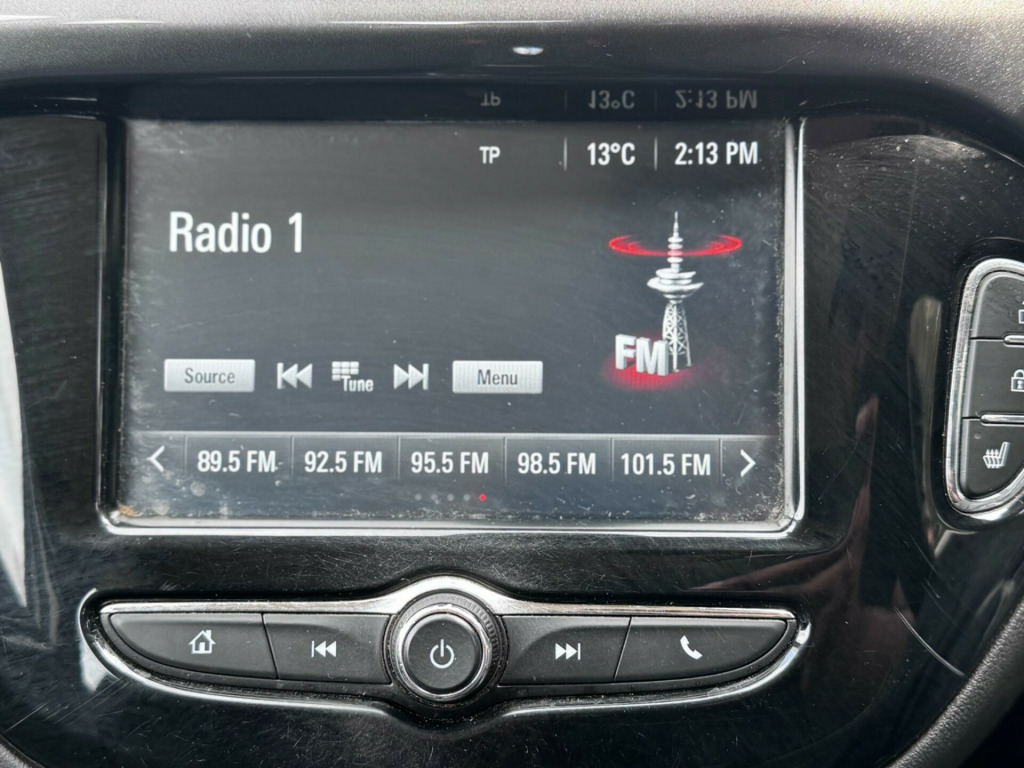 TP 13°C 2:13 PM
Radio 1
FM
Source Tune Menu
89.5 FM 92.5 FM 95.5 FM 98.5 FM 101.5 FM